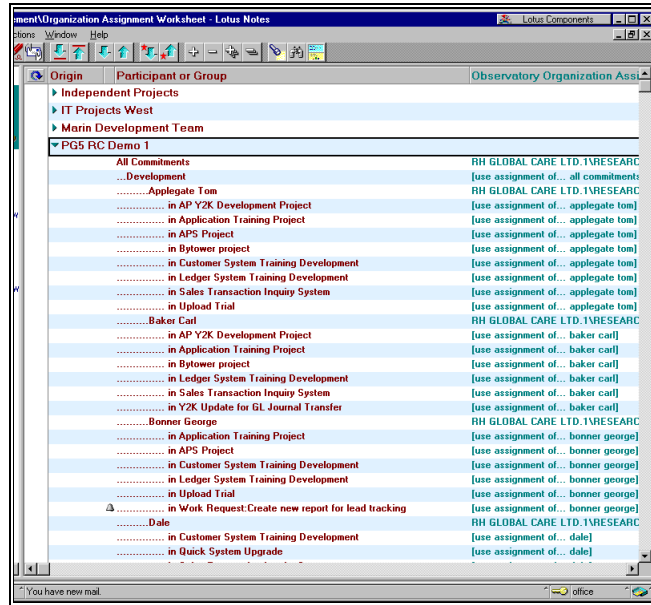 ement\Organization Assignment Worksheet - Lotus Notes
Lotus Components
ctions Window Help
Origin Participant or Group Observatory Organization Assi
Independent Projects
IT Projects West
Marin Development Team
PG5 RC Demo 1
All Commitments RH GLOBAL CARE LTD.1\RESEARC
...Development [use assignment of... all commitments
..........Applegate Tom RH GLOBAL CARE LTD.1\RESEARC
............... in AP Y2K Development Project [use assignment of... applegate tom]
............... in Application Training Project [use assignment of... applegate tom]
............... in APS Project [use assignment of... applegate tom]
............... in Bytower project [use assignment of... applegate tom]
............... in Customer System Training Development [use assignment of... applegate tom]
............... in Ledger System Training Development [use assignment of... applegate tom]
............... in Sales Transaction Inquiry System [use assignment of... applegate tom]
............... in Upload Trial [use assignment of... applegate tom]
..........Baker Carl RH GLOBAL CARE LTD.1\RESEARC
............... in AP Y2K Development Project [use assignment of... baker carl]
............... in Application Training Project [use assignment of... baker carl]
............... in Bytower project [use assignment of... baker carl]
............... in Ledger System Training Development [use assignment of... baker carl]
............... in Sales Transaction Inquiry System [use assignment of... baker carl]
............... in Y2K Update for GL Journal Transfer [use assignment of... baker carl]
..........Bonner George RH GLOBAL CARE LTD.1\RESEARC
............... in Application Training Project [use assignment of... bonner george]
............... in APS Project [use assignment of... bonner george]
............... in Customer System Training Development [use assignment of... bonner george]
............... in Ledger System Training Development [use assignment of... bonner george]
............... in Upload Trial [use assignment of... bonner george]
............... in Work Request:Create new report for lead tracking [use assignment of... bonner george]
..........Dale RH GLOBAL CARE LTD.1\RESEARC
............... in Customer System Training Development [use assignment of... dale]
............... in Quick System Upgrade [use assignment of... dale]
You have new mail. office